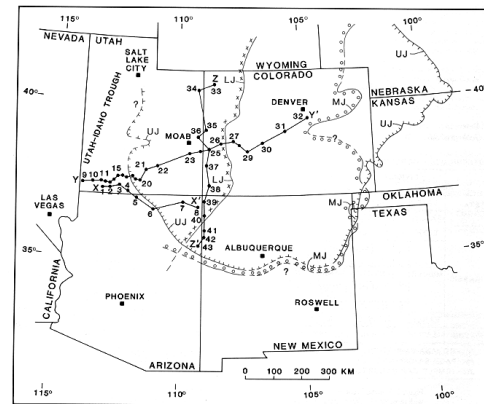 NEVADA UTAH
SALT LAKE CITY
UTAH-IDAHO TROUGH
WYOMING
COLORADO
NEBRASKA
KANSAS
UJ
LJ
MJ
40°
40°
Z
33
34
DENVER
Y'
32
31
30
29
27
26
25
35
36
MOAB
UJ
?
?
Y 9 10 11 15 21 22 23
20
X 1 2 3 4
5
6
37
LJ
38
39
X'
8
40
41
42
43
Z'
UJ
LAS VEGAS
OKLAHOMA
TEXAS
MJ
MJ
ALBUQUERQUE
?
35°
35°
CALIFORNIA
PHOENIX
ROSWELL
ARIZONA
NEW MEXICO
0 100 200 300 KM
115° 110° 105° 100°
115° 110° 105° 100°